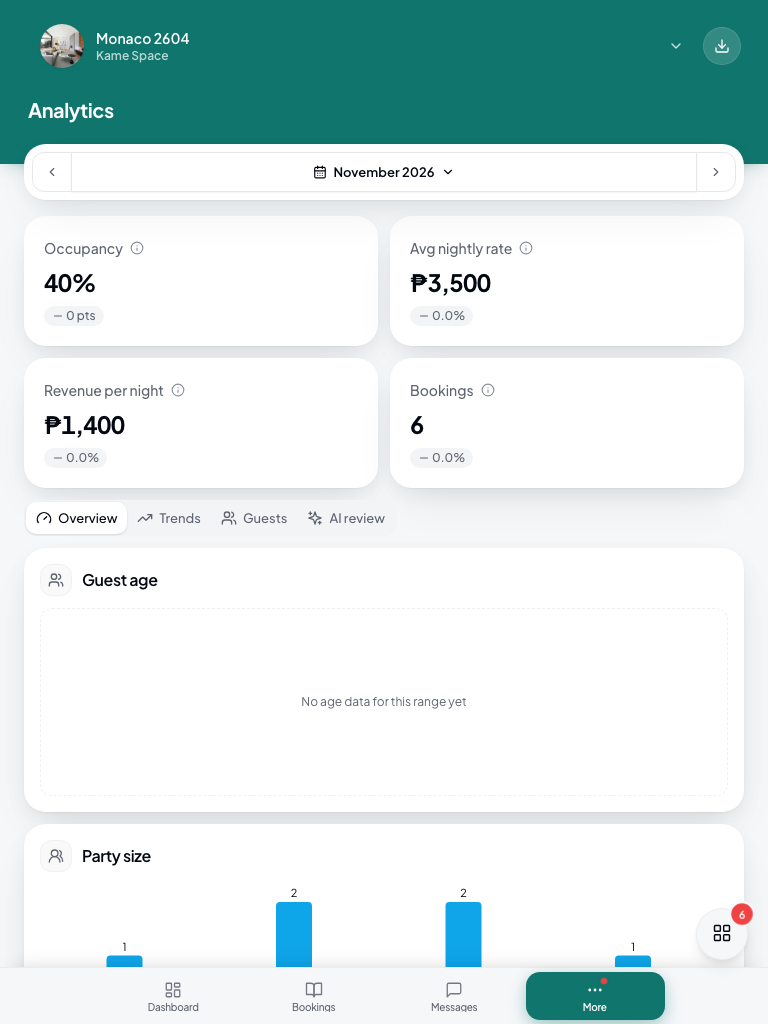 Monaco 2604
Kame Space
Analytics
November 2026
Occupancy
40%
— 0 pts
Avg nightly rate
₱3,500
— 0.0%
Revenue per night
₱1,400
— 0.0%
Bookings
6
— 0.0%
Overview
Trends
Guests
AI review
Guest age
No age data for this range yet
Party size
1
2
2
1
6
Dashboard
Bookings
Messages
More